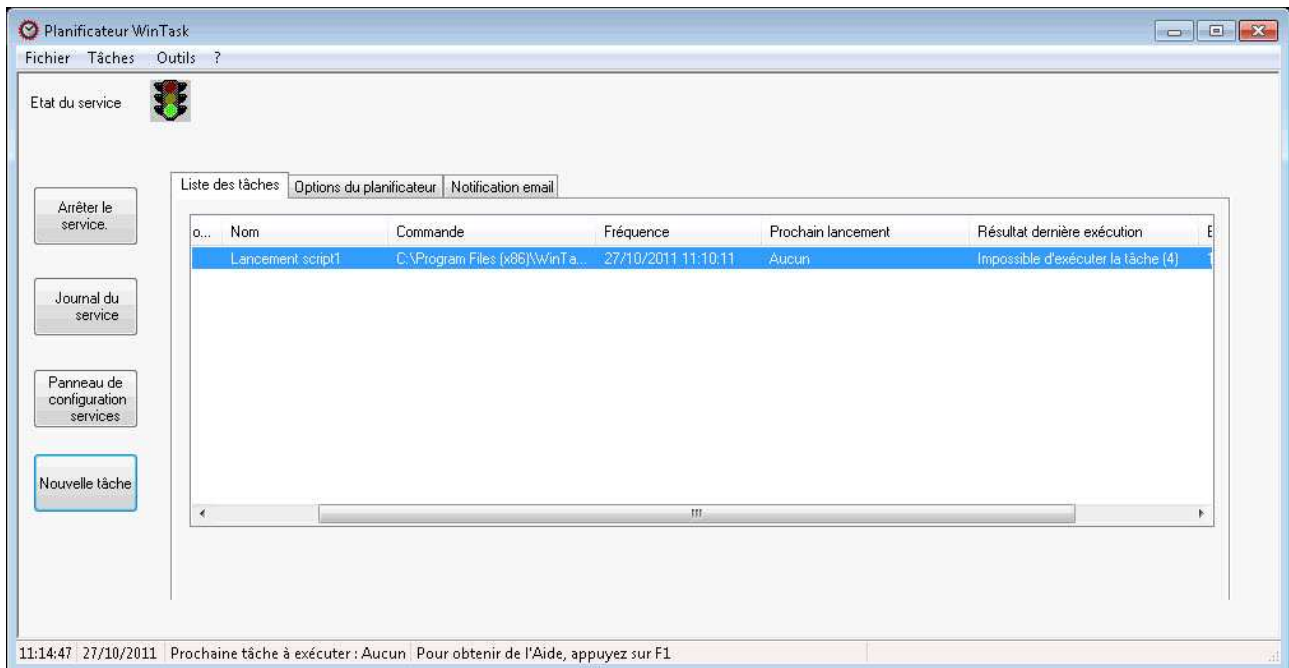 Planificateur WinTask
Fichier Tâches Outils ?
Etat du service
Liste des tâches Options du planificateur Notification email
Arrêter le
service.
o... Nom Commande Fréquence Prochain lancement Résultat dernière exécution E
Lancement script1 C:\Program Files (x86)\WinTa... 27/10/2011 11:10:11 Aucun Impossible d'exécuter la tâche (4) 1
Journal du
service
Panneau de
configuration
services
Nouvelle tâche
11:14:47 27/10/2011 Prochaine tâche à exécuter : Aucun Pour obtenir de l'Aide, appuyez sur F1